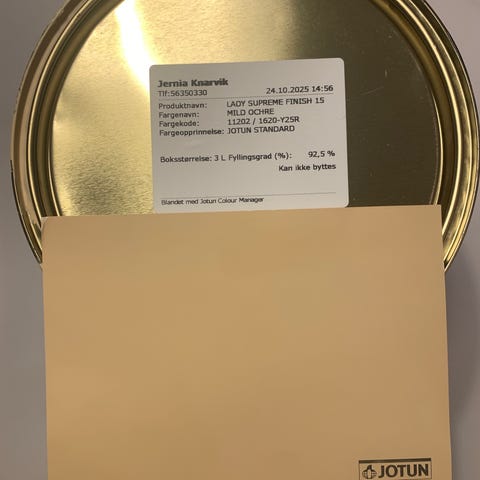 Jernia Knarvik
Tlf:56350330 24.10.2025 14:56
Produktnavn: LADY SUPREME FINISH 15
Fargenavn: MILD OCHRE
Fargekode: 11202 / 1620-Y25R
Fargeopprinnelse: JOTUN STANDARD
Boksstørrelse: 3 L Fyllingsgrad (%): 92,5 %
Kan ikke byttes
Blandet med Jotun Colour Manager
JOTUN